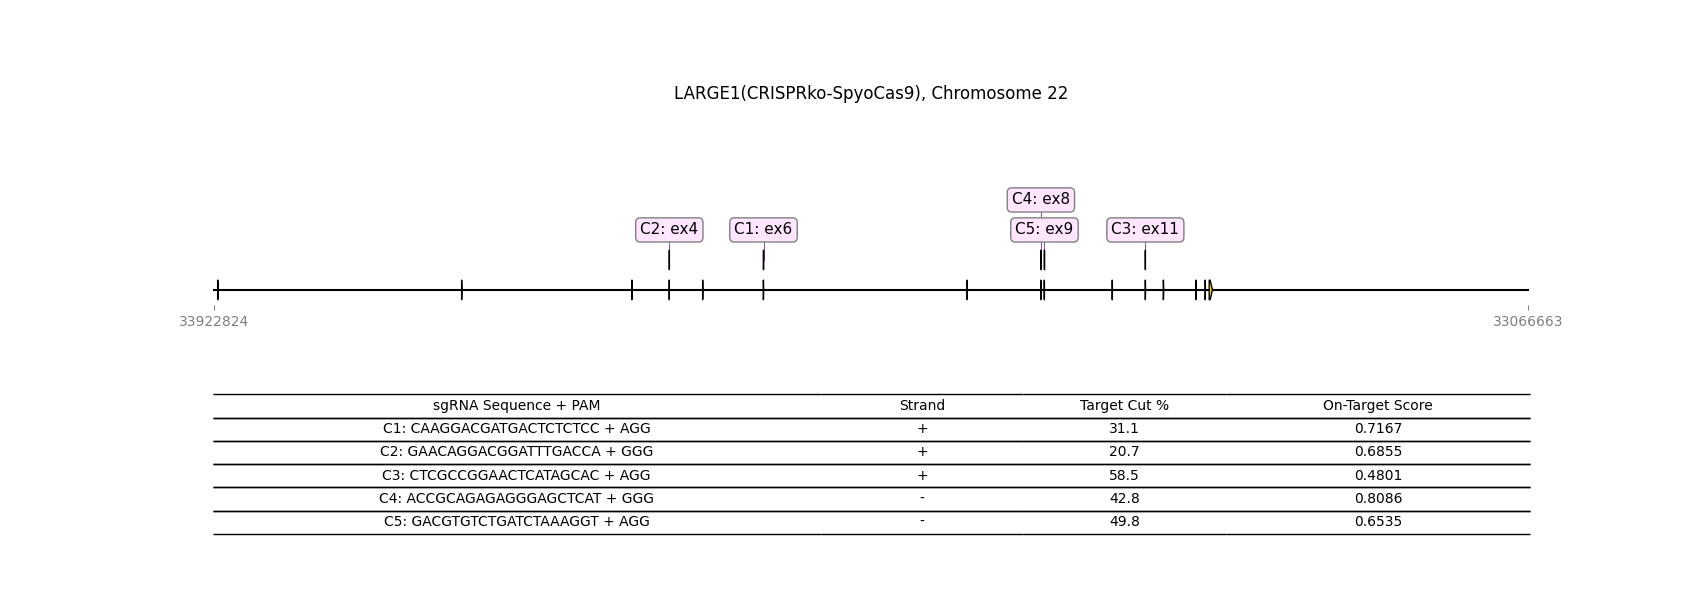 LARGE1(CRISPRko-SpyoCas9), Chromosome 22
C4: ex8
C2: ex4 C1: ex6 C5: ex9 C3: ex11
33922824 33066663
sgRNA Sequence + PAM Strand Target Cut % On-Target Score
C1: CAAGGACGATGACTCTCTCC + AGG + 31.1 0.7167
C2: GAACAGGACGGATTTGACCA + GGG + 20.7 0.6855
C3: CTCGCCGGAACTCATAGCAC + AGG + 58.5 0.4801
C4: ACCGCAGAGAGGGAGCTCAT + GGG - 42.8 0.8086
C5: GACGTGTCTGATCTAAAGGT + AGG - 49.8 0.6535